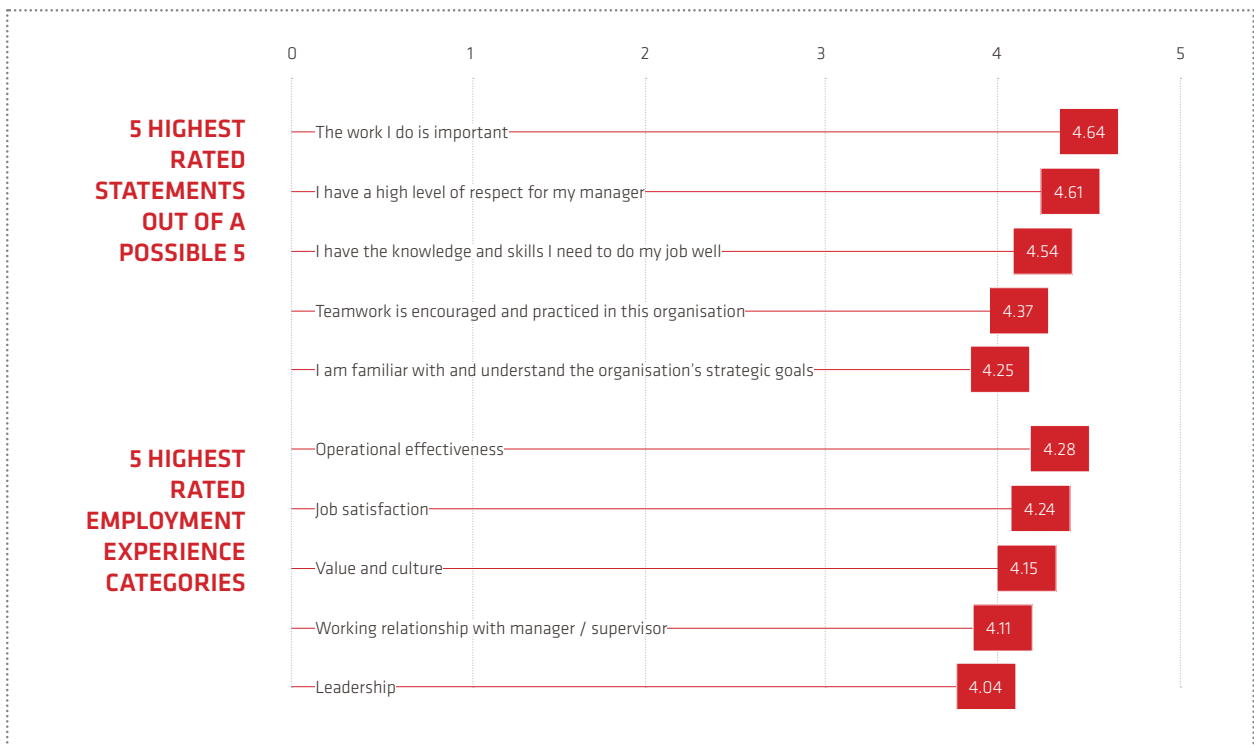 0 1 2 3 4 5
5 HIGHEST
RATED
STATEMENTS
OUT OF A
POSSIBLE 5
The work I do is important 4.64
I have a high level of respect for my manager 4.61
I have the knowledge and skills I need to do my job well 4.54
Teamwork is encouraged and practiced in this organisation 4.37
I am familiar with and understand the organisation’s strategic goals 4.25
5 HIGHEST
RATED
EMPLOYMENT
EXPERIENCE
CATEGORIES
Operational effectiveness 4.28
Job satisfaction 4.24
Value and culture 4.15
Working relationship with manager / supervisor 4.11
Leadership 4.04